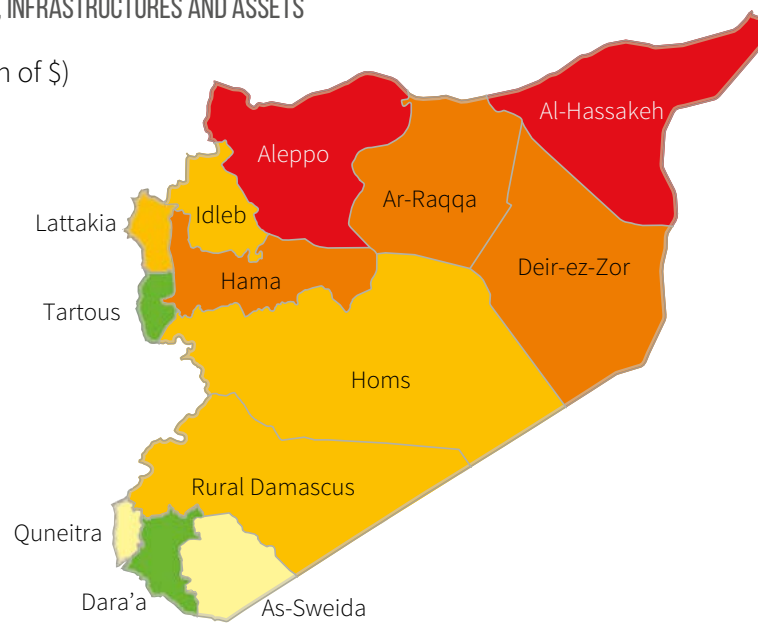 , INFRASTRUCTURES AND ASSETS
n of $)
Al-Hassakeh
Aleppo
Ar-Raqqa
Idleb
Lattakia
Deir-ez-Zor
Hama
Tartous
Homs
Rural Damascus
Quneitra
Dara’a
As-Sweida